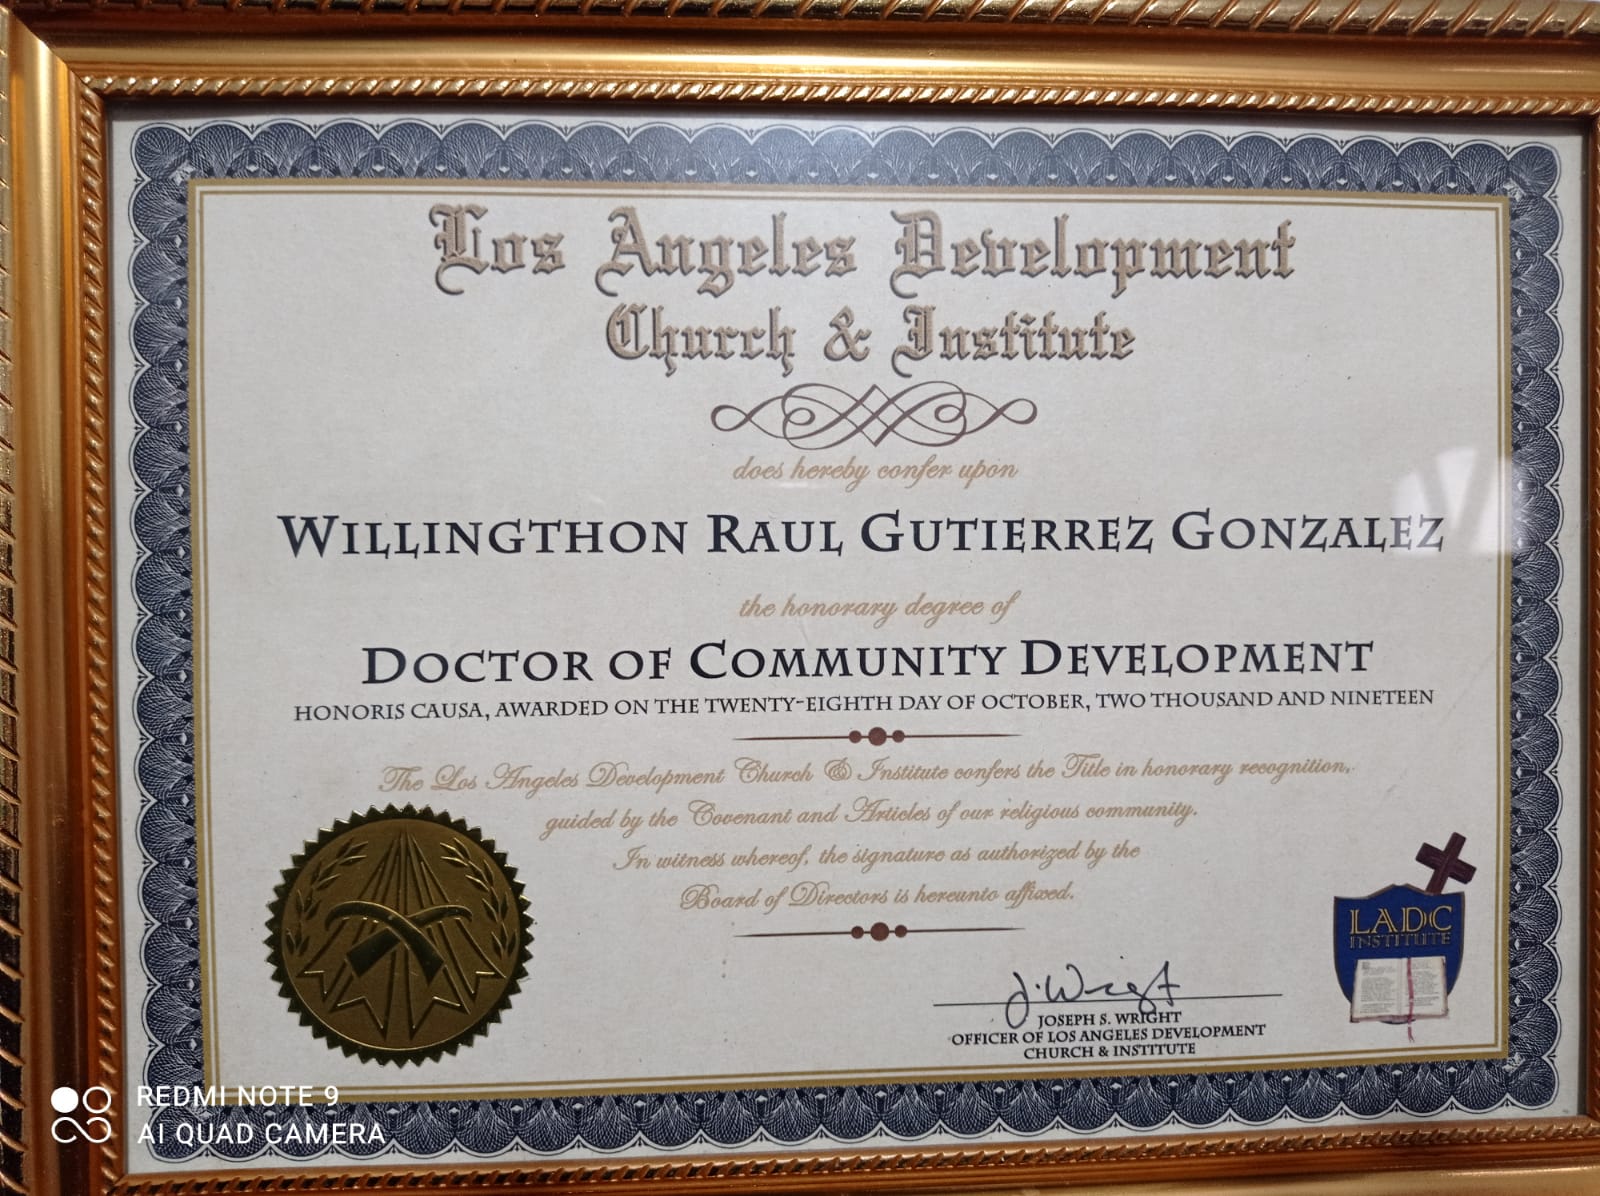 Los Angeles Development
Church & Institute
does hereby confer upon
WILLINGTHON RAUL GUTIERREZ GONZALEZ
the honorary degree of
DOCTOR OF COMMUNITY DEVELOPMENT
HONORIS CAUSA, AWARDED ON THE TWENTY-EIGHTH DAY OF OCTOBER, TWO THOUSAND AND NINETEEN
The Los Angeles Development Church & Institute confers the Title in honorary recognition,
guided by the Covenant and Articles of our religious community.
In witness whereof, the signature as authorized by the
Board of Directors is hereunto affixed.
LADC
INSTITUTE
J. Wright
JOSEPH S. WRIGHT
OFFICER OF LOS ANGELES DEVELOPMENT
CHURCH & INSTITUTE
REDMI NOTE 9
AI QUAD CAMERA